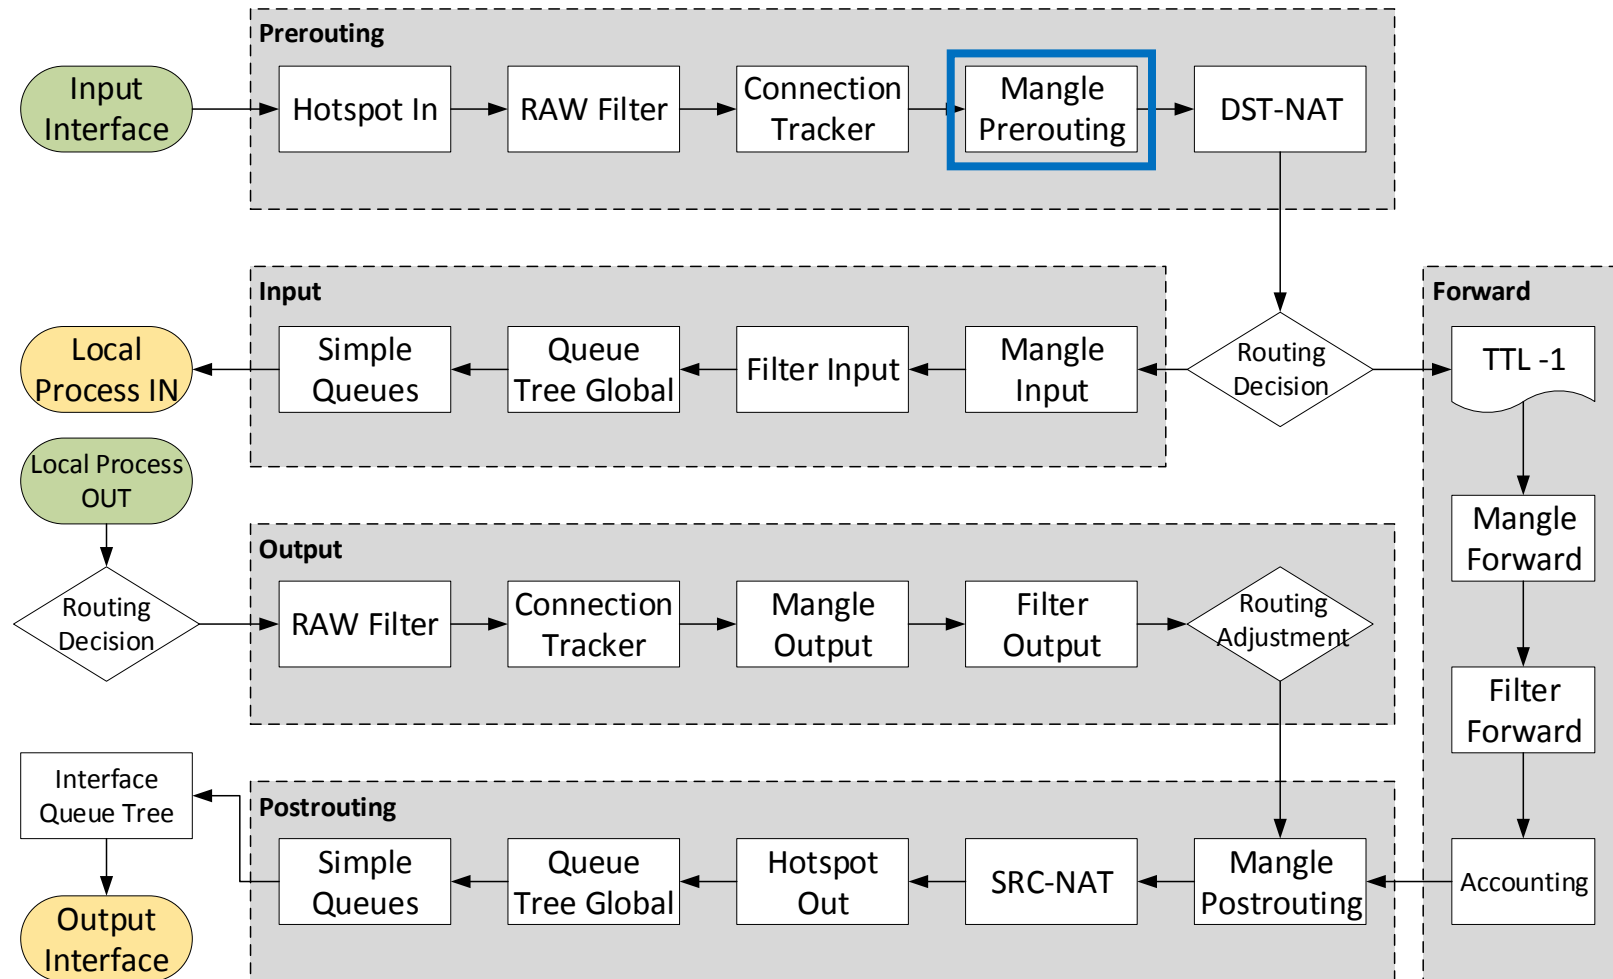 Prerouting
Input
Interface
Hotspot In
RAW Filter
Connection
Tracker
Mangle
Prerouting
DST-NAT
Input
Local
Process IN
Simple
Queues
Queue
Tree Global
Filter Input
Mangle
Input
Routing
Decision
Forward
TTL -1
Mangle
Forward
Filter
Forward
Accounting
Local Process
OUT
Routing
Decision
Output
RAW Filter
Connection
Tracker
Mangle
Output
Filter
Output
Routing
Adjustment
Postrouting
Interface
Queue Tree
Simple
Queues
Queue
Tree Global
Hotspot
Out
SRC-NAT
Mangle
Postrouting
Output
Interface